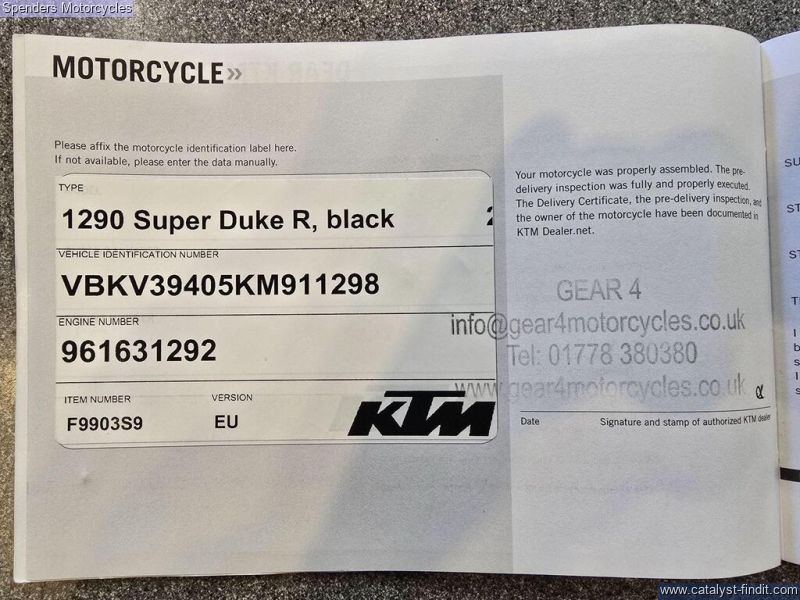 Spenders Motorcycles
MOTORCYCLE»
Please affix the motorcycle identification label here.
If not available, please enter the data manually.
TYPE
1290 Super Duke R, black
VEHICLE IDENTIFICATION NUMBER
VBKV39405KM911298
ENGINE NUMBER
961631292
ITEM NUMBER
VERSION
F9903S9
EU
KTM
Your motorcycle was properly assembled. The pre-
delivery inspection was fully and properly executed.
The Delivery Certificate, the pre-delivery inspection, and
the owner of the motorcycle have been documented in
KTM Dealer.net.
GEAR 4
info@gear4motorcycles.co.uk
Tel: 01778 380380
www.gear4motorcycles.co.uk
Date
Signature and stamp of authorized KTM dealer
SU
ST
ST
www.catalyst-findit.com